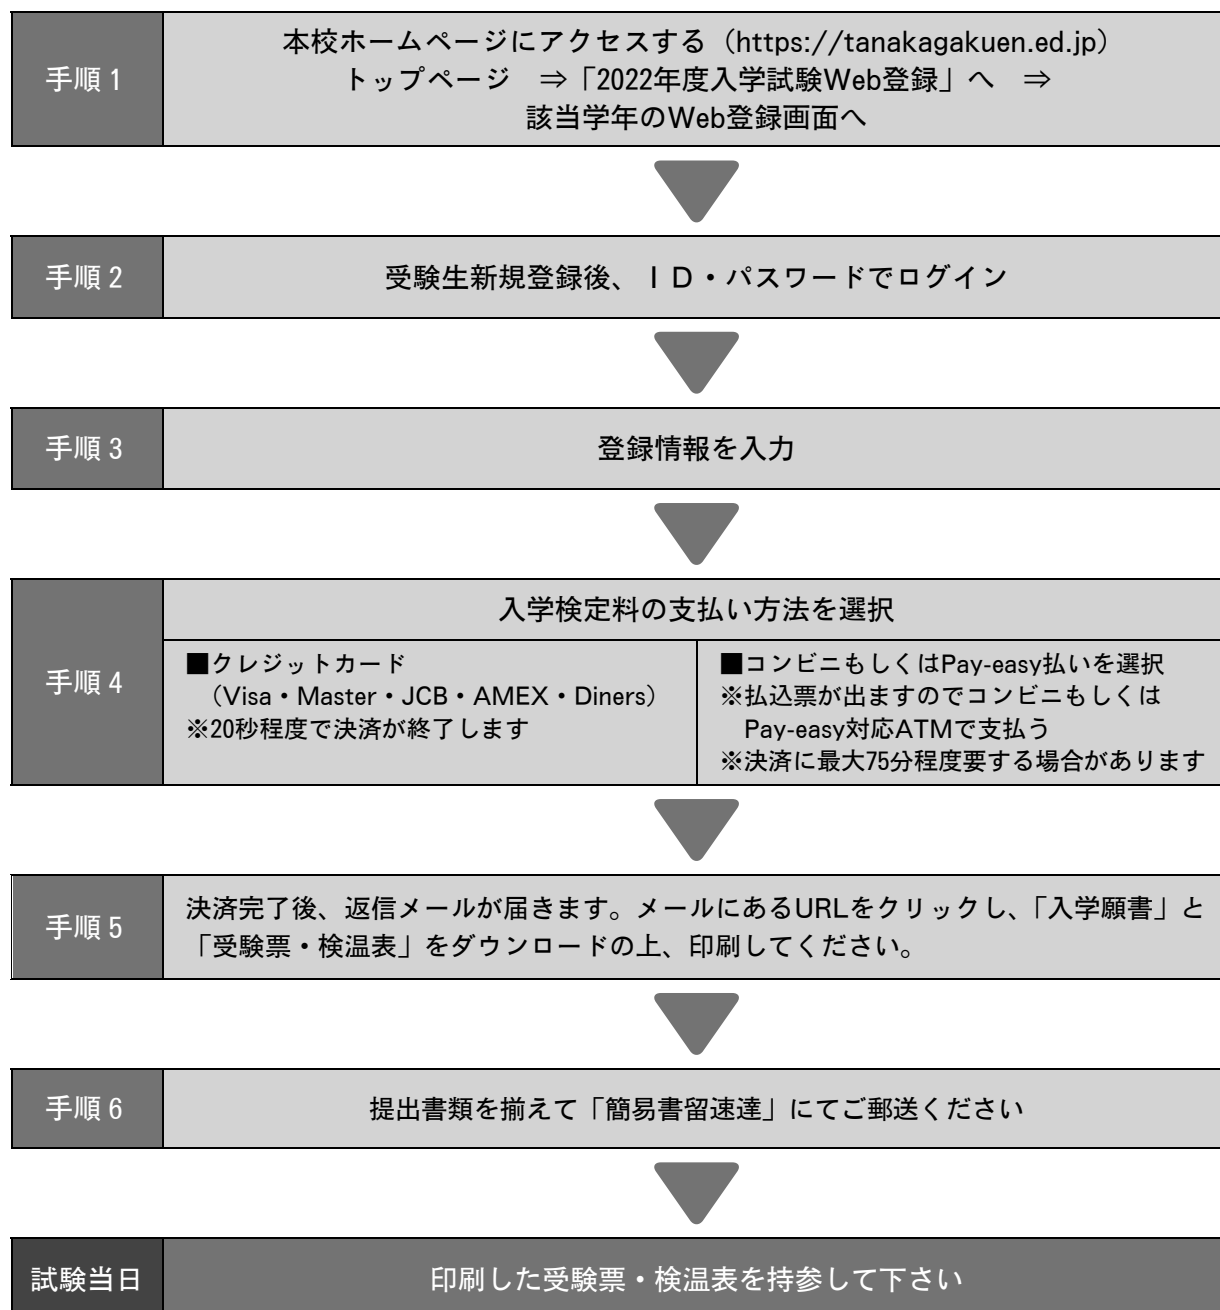 手順 1
本校ホームページにアクセスする（https://tanakagakuen.ed.jp）
トップページ　⇒「2022年度入学試験Web登録」へ　⇒
該当学年のWeb登録画面へ
手順 2
受験生新規登録後、ＩＤ・パスワードでログイン
手順 3
登録情報を入力
手順 4
入学検定料の支払い方法を選択
■クレジットカード
（Visa・Master・JCB・AMEX・Diners）
※20秒程度で決済が終了します
■コンビニもしくはPay-easy払いを選択
※払込票が出ますのでコンビニもしくは
Pay-easy対応ATMで支払う
※決済に最大75分程度要する場合があります
手順 5
決済完了後、返信メールが届きます。メールにあるURLをクリックし、「入学願書」と
「受験票・検温表」をダウンロードの上、印刷してください。
手順 6
提出書類を揃えて「簡易書留速達」にてご郵送ください
試験当日
印刷した受験票・検温表を持参して下さい